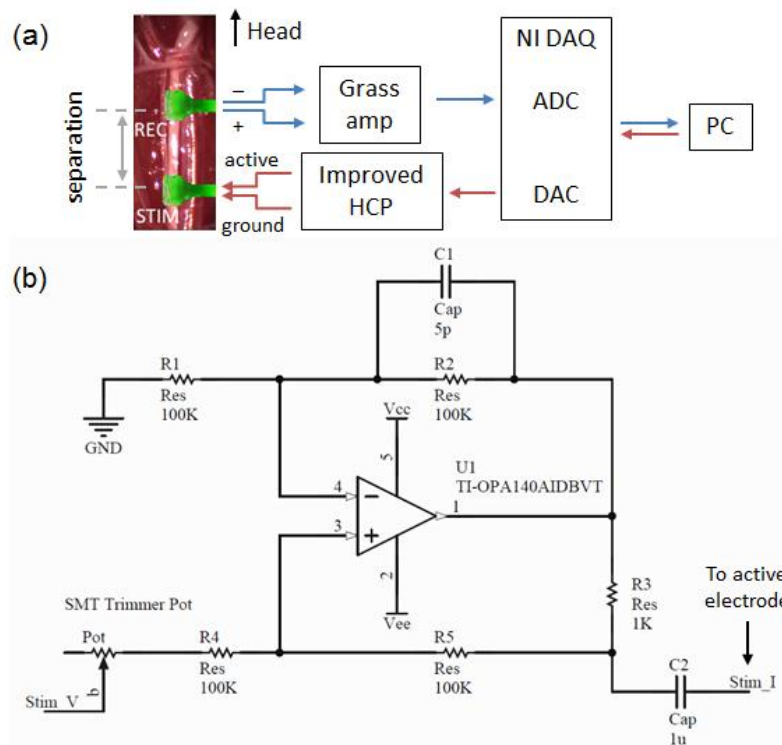 (a)
Head
NI DAQ
–
Grass
amp
ADC
REC
+
PC
separation
active
Improved
HCP
DAC
STIM
ground
(b)
C1
Cap
5p
R1
Res
100K
R2
Res
100K
GND
Vcc
5
U1
TI-OPA140AIDBVT
4
–
1
3
+
2
Vee
R3
Res
1K
To active
electrode
SMT Trimmer Pot
Pot
R4
Res
100K
R5
Res
100K
C2
Cap
1u
Stim_I
Stim_V
b